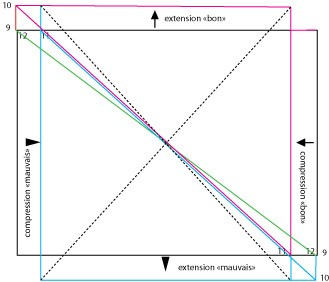 10
extension «bon»
9
12
11
compression «mauvais»
compression «bon»
11
12
9
extension «mauvais»
10